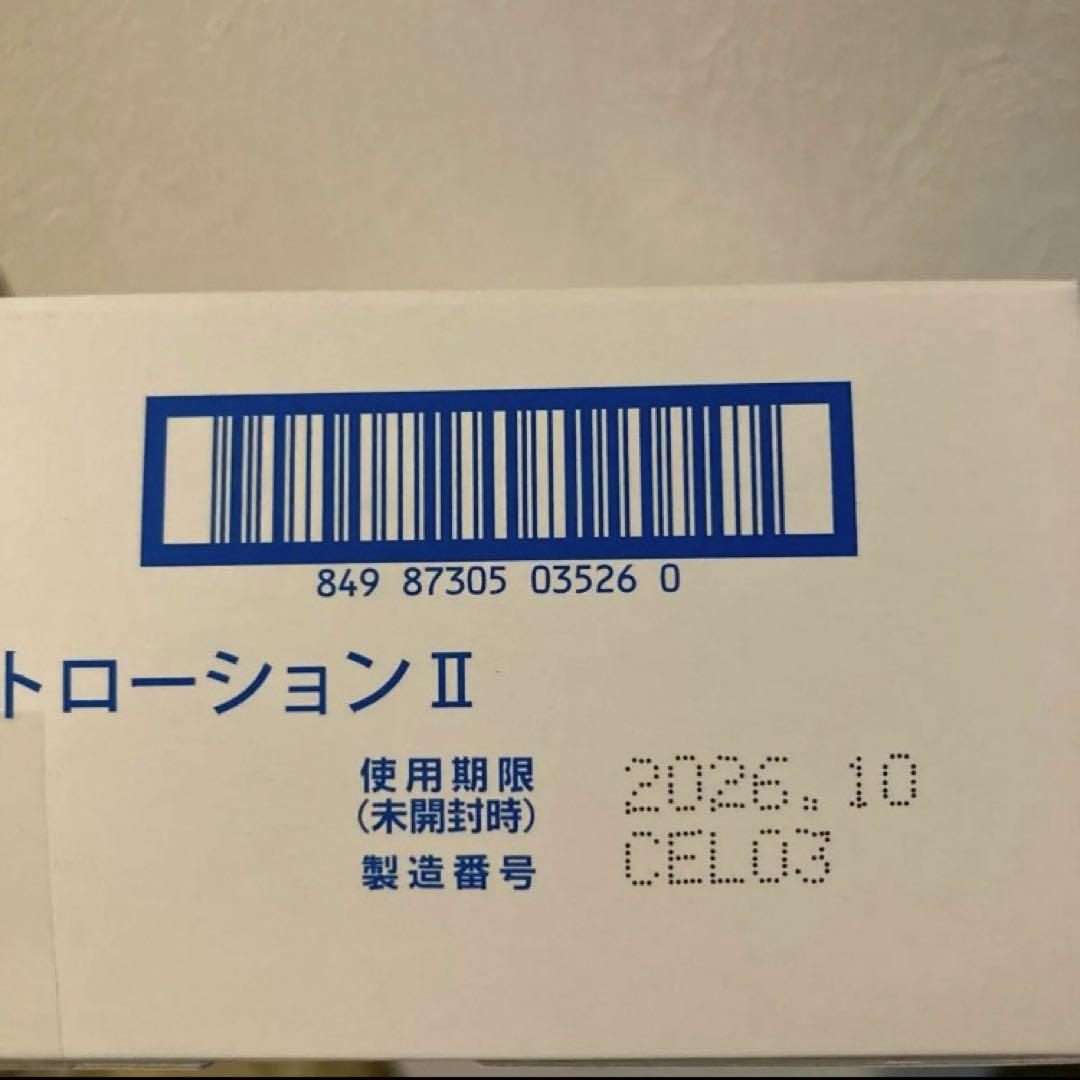 849 87305 03526 0
トローションⅡ
使用期限 2026.10
(未開封時)
製造番号 CEL03